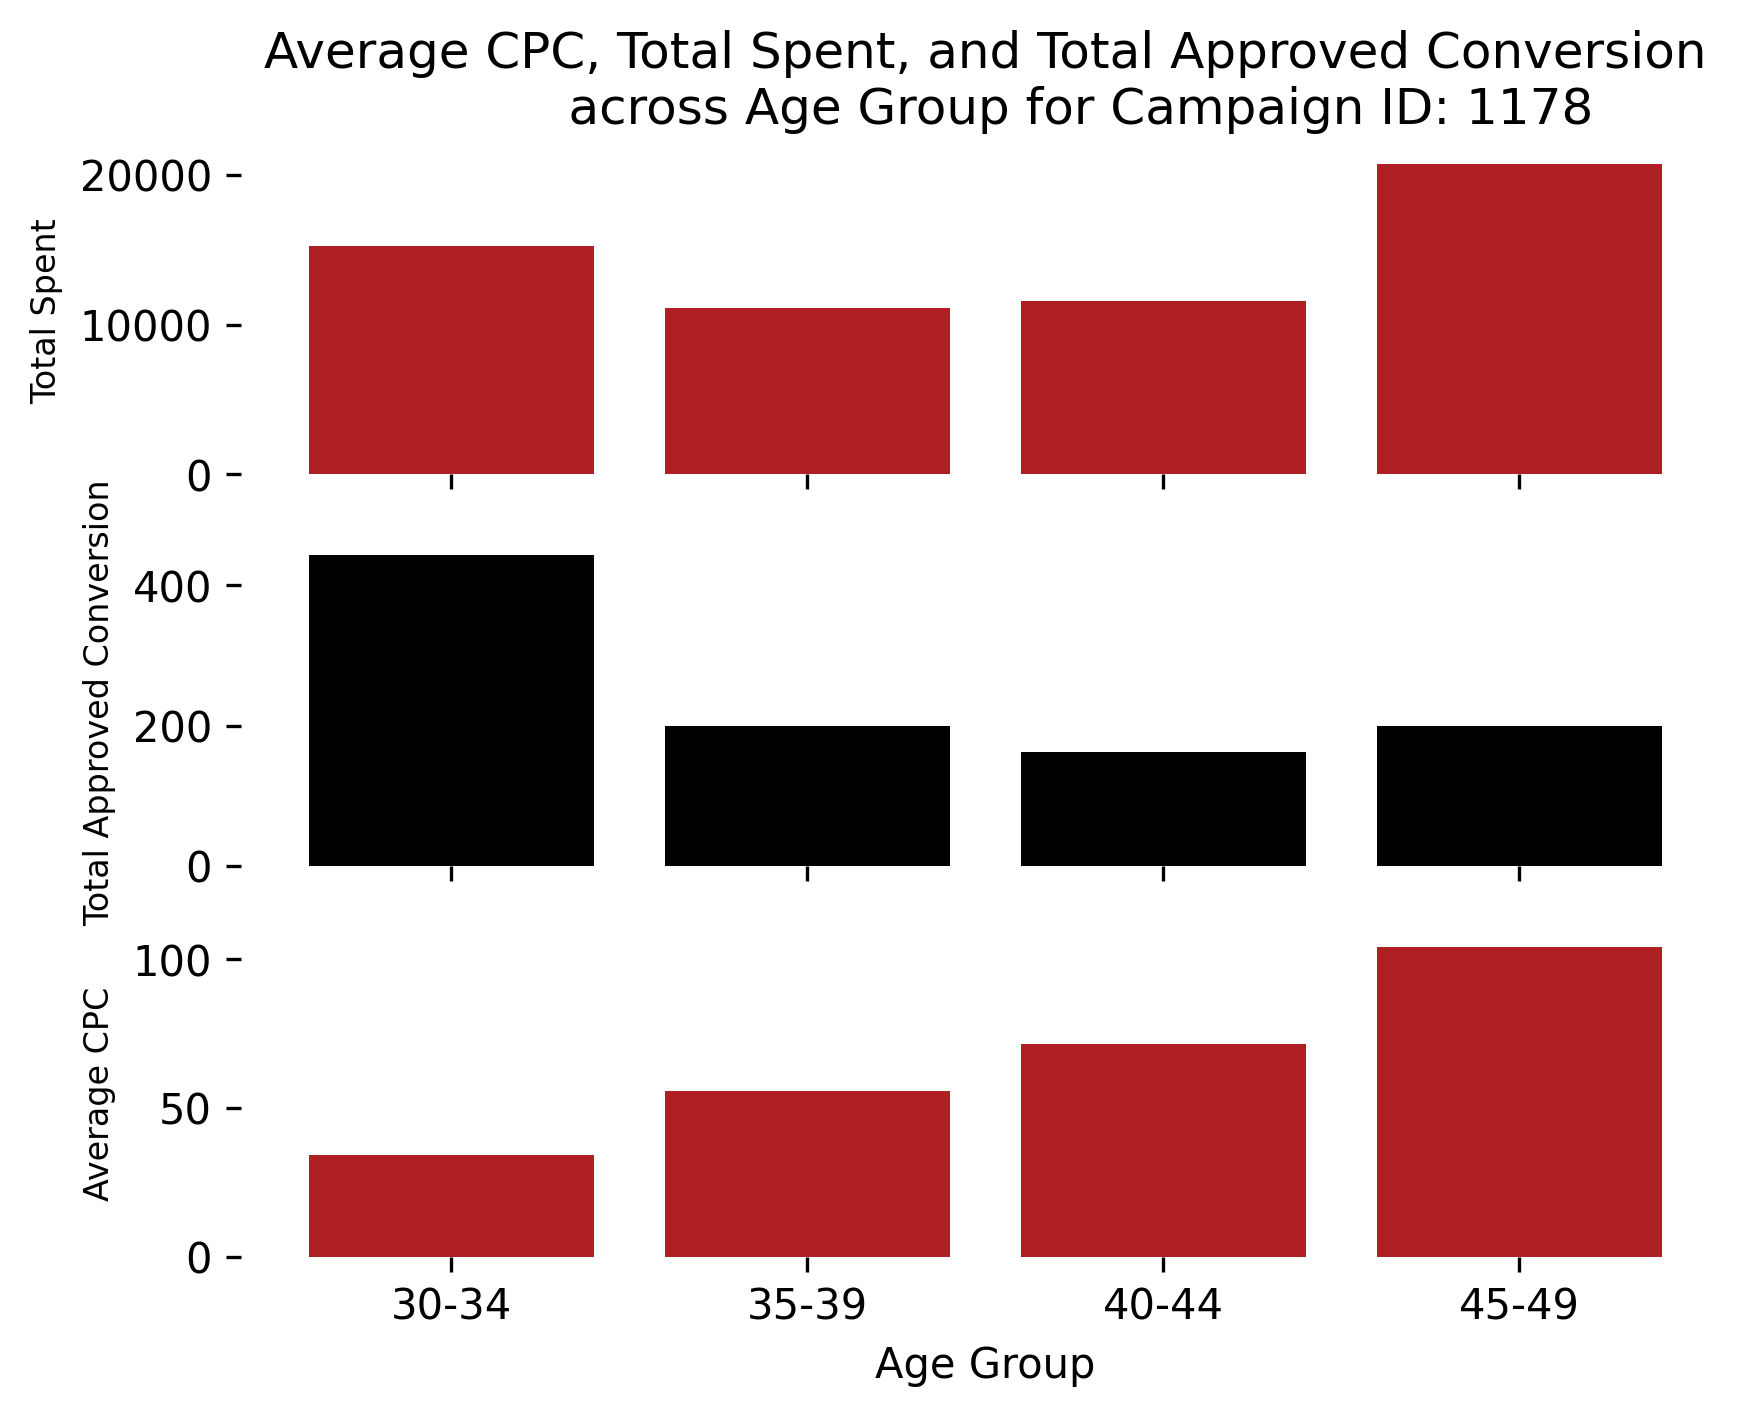 Average CPC, Total Spent, and Total Approved Conversion
across Age Group for Campaign ID: 1178
Total Spent
20000
10000
0
Total Approved Conversion
400
200
0
Average CPC
100
50
0
30-34
35-39
40-44
45-49
Age Group